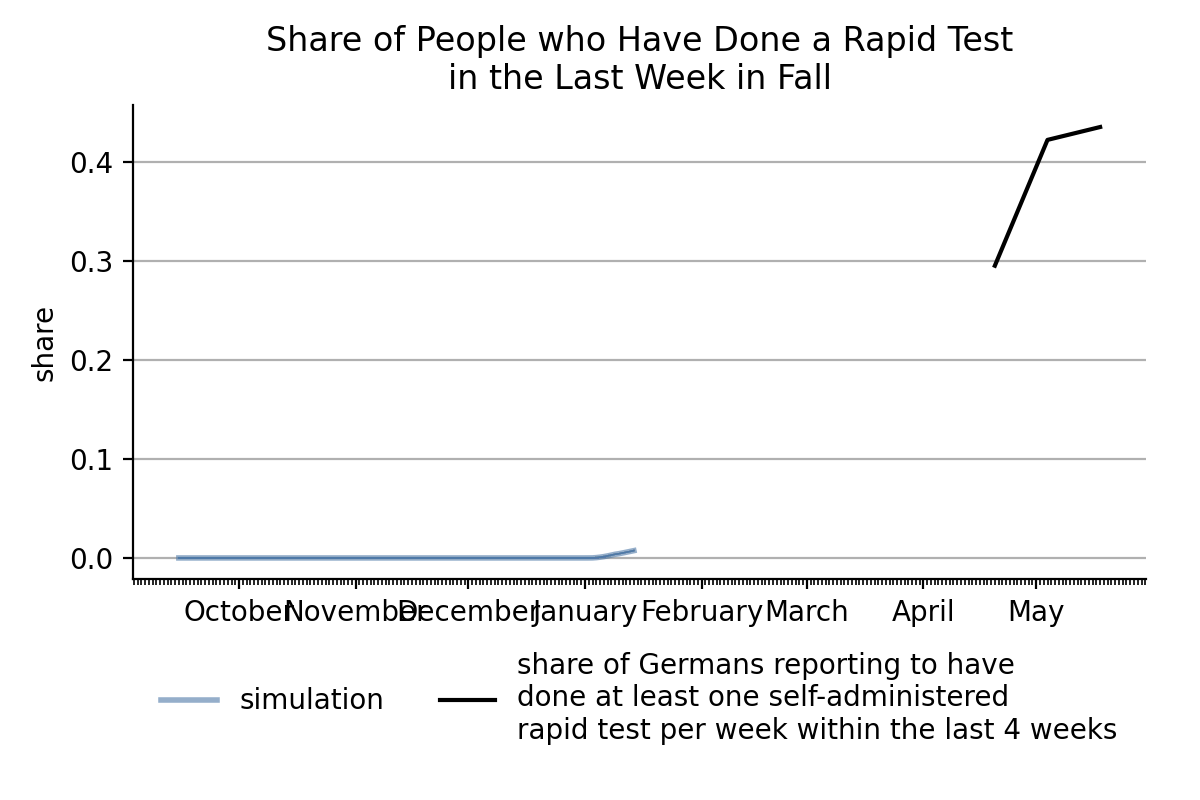 Share of People who Have Done a Rapid Test
in the Last Week in Fall
share
0.4
0.3
0.2
0.1
0.0
October November December January February March April May
simulation
share of Germans reporting to have
done at least one self-administered
rapid test per week within the last 4 weeks